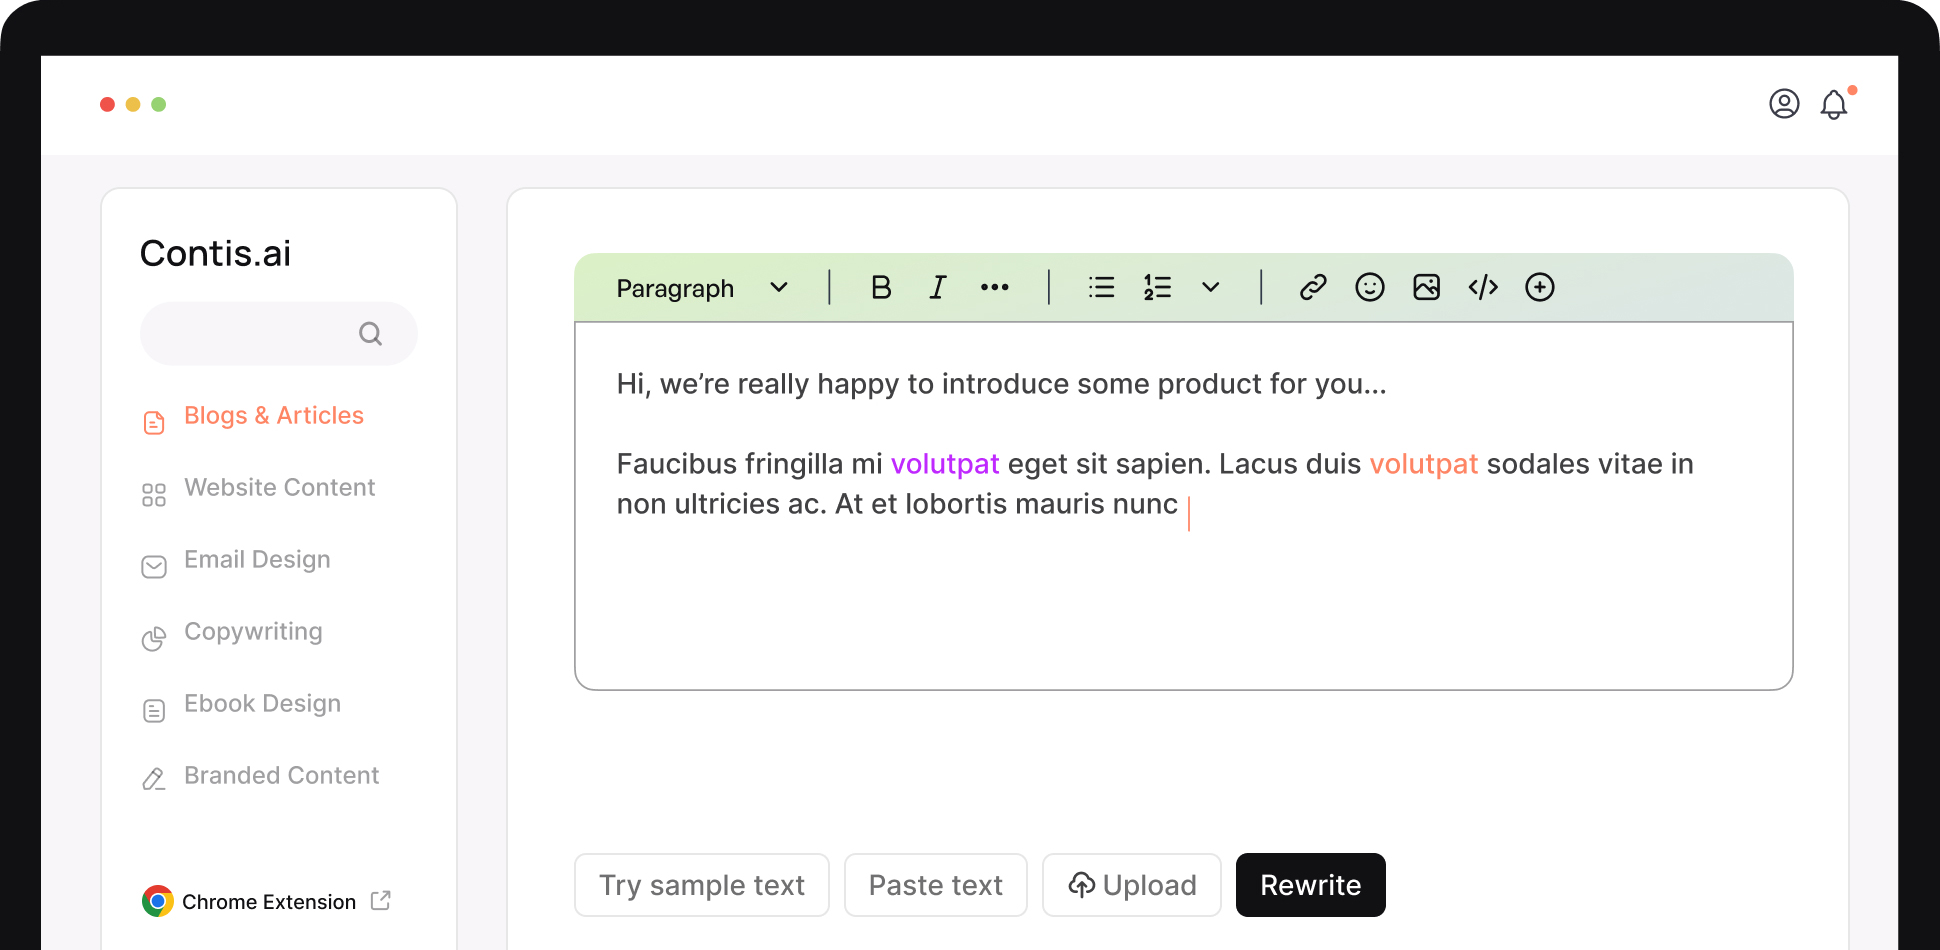 Contis.ai
Blogs & Articles
Website Content
Email Design
Copywriting
Ebook Design
Branded Content
Chrome Extension
Paragraph
Hi, we’re really happy to introduce some product for you...
Faucibus fringilla mi volutpat eget sit sapien. Lacus duis volutpat sodales vitae in
non ultricies ac. At et lobortis mauris nunc
Try sample text
Paste text
Upload
Rewrite